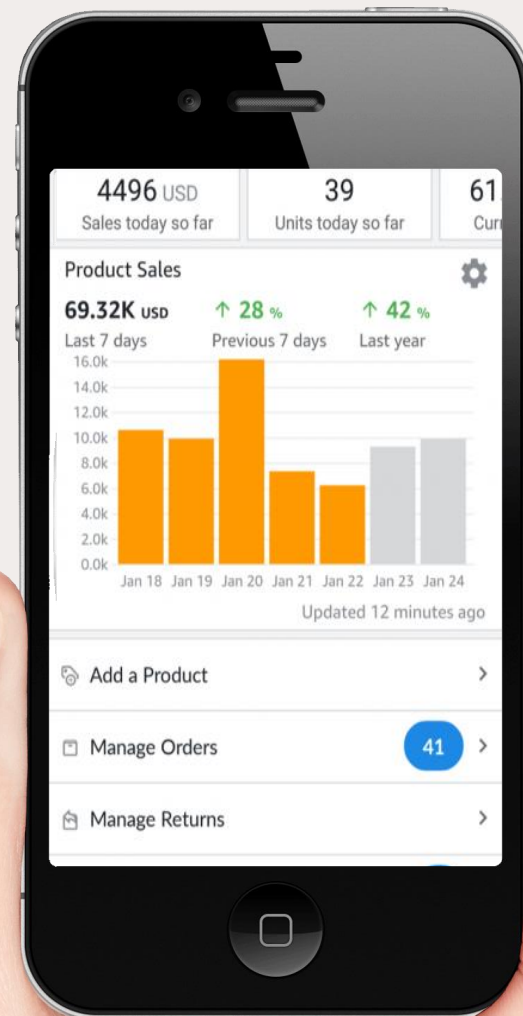 4496 USD
39
61
Sales today so far
Units today so far
Product Sales
69.32K USD
↑ 28 %
↑ 42 %
Last 7 days
Previous 7 days
Last year
16.0k
14.0k
12.0k
10.0k
8.0k
6.0k
4.0k
2.0k
0.0k
Jan 18 Jan 19 Jan 20 Jan 21 Jan 22 Jan 23 Jan 24
Updated 12 minutes ago
Add a Product
Manage Orders
41
Manage Returns